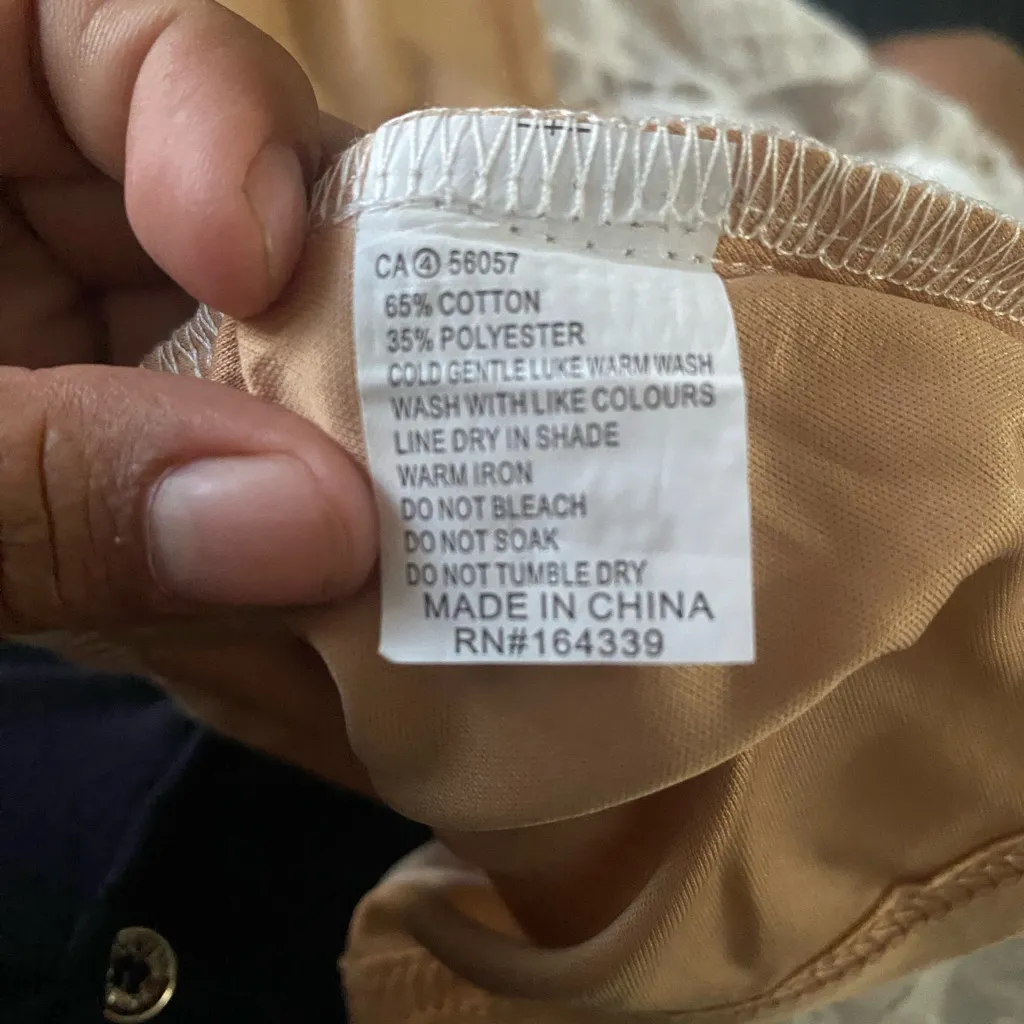 CA④ 56057
65% COTTON
35% POLYESTER
COLD GENTLE LUKE WARM WASH
WASH WITH LIKE COLOURS
LINE DRY IN SHADE
WARM IRON
DO NOT BLEACH
DO NOT SOAK
DO NOT TUMBLE DRY
MADE IN CHINA
RN#164339